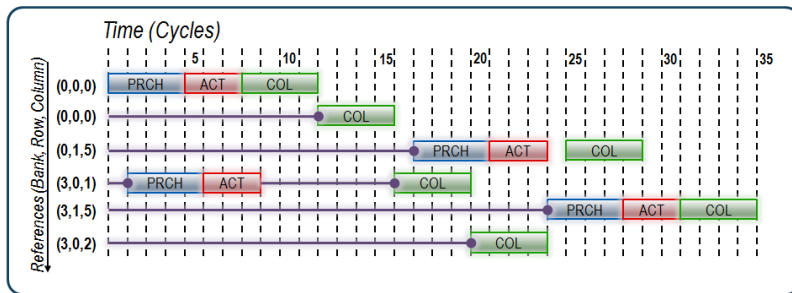 Time (Cycles)
5 10 15 20 25 30 35
References (Bank, Row, Column)
(0,0,0) PRCH ACT COL
(0,0,0) COL
(0,1,5) PRCH ACT COL
(3,0,1) PRCH ACT COL
(3,1,5) PRCH ACT COL
(3,0,2) COL